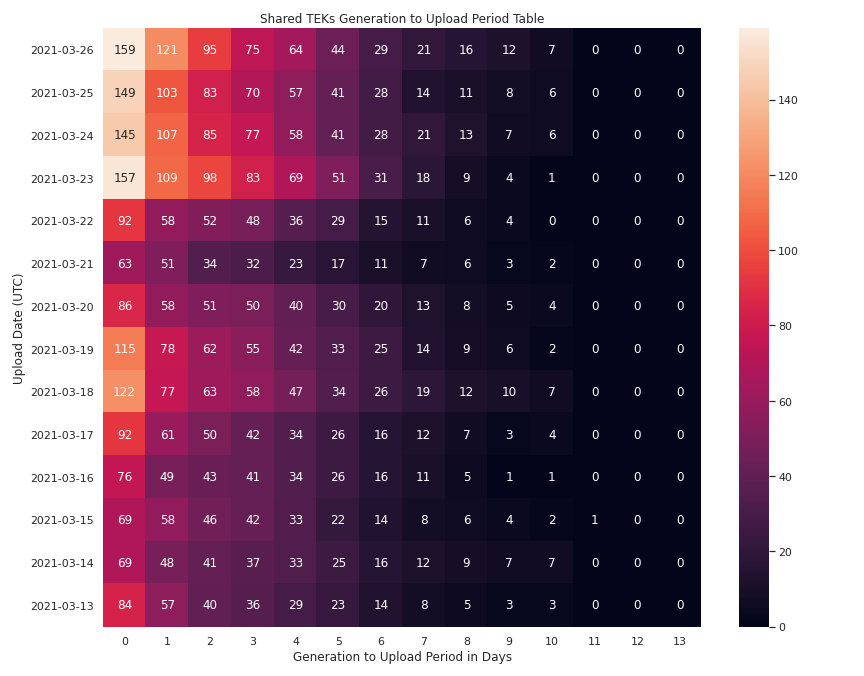 Shared TEKs Generation to Upload Period Table
2021-03-26 159 121 95 75 64 44 29 21 16 12 7 0 0 0
2021-03-25 149 103 83 70 57 41 28 14 11 8 6 0 0 0
2021-03-24 145 107 85 77 58 41 28 21 13 7 6 0 0 0
2021-03-23 157 109 98 83 69 51 31 18 9 4 1 0 0 0
2021-03-22 92 58 52 48 36 29 15 11 6 4 0 0 0 0
2021-03-21 63 51 34 32 23 17 11 7 6 3 2 0 0 0
2021-03-20 86 58 51 50 40 30 20 13 8 5 4 0 0 0
2021-03-19 115 78 62 55 42 33 25 14 9 6 2 0 0 0
2021-03-18 122 77 63 58 47 34 26 19 12 10 7 0 0 0
2021-03-17 92 61 50 42 34 26 16 12 7 3 4 0 0 0
2021-03-16 76 49 43 41 34 26 16 11 5 1 1 0 0 0
2021-03-15 69 58 46 42 33 22 14 8 6 4 2 1 0 0
2021-03-14 69 48 41 37 33 25 16 12 9 7 7 0 0 0
2021-03-13 84 57 40 36 29 23 14 8 5 3 3 0 0 0
0 1 2 3 4 5 6 7 8 9 10 11 12 13
Generation to Upload Period in Days
Upload Date (UTC)
140
120
100
80
60
40
20
0